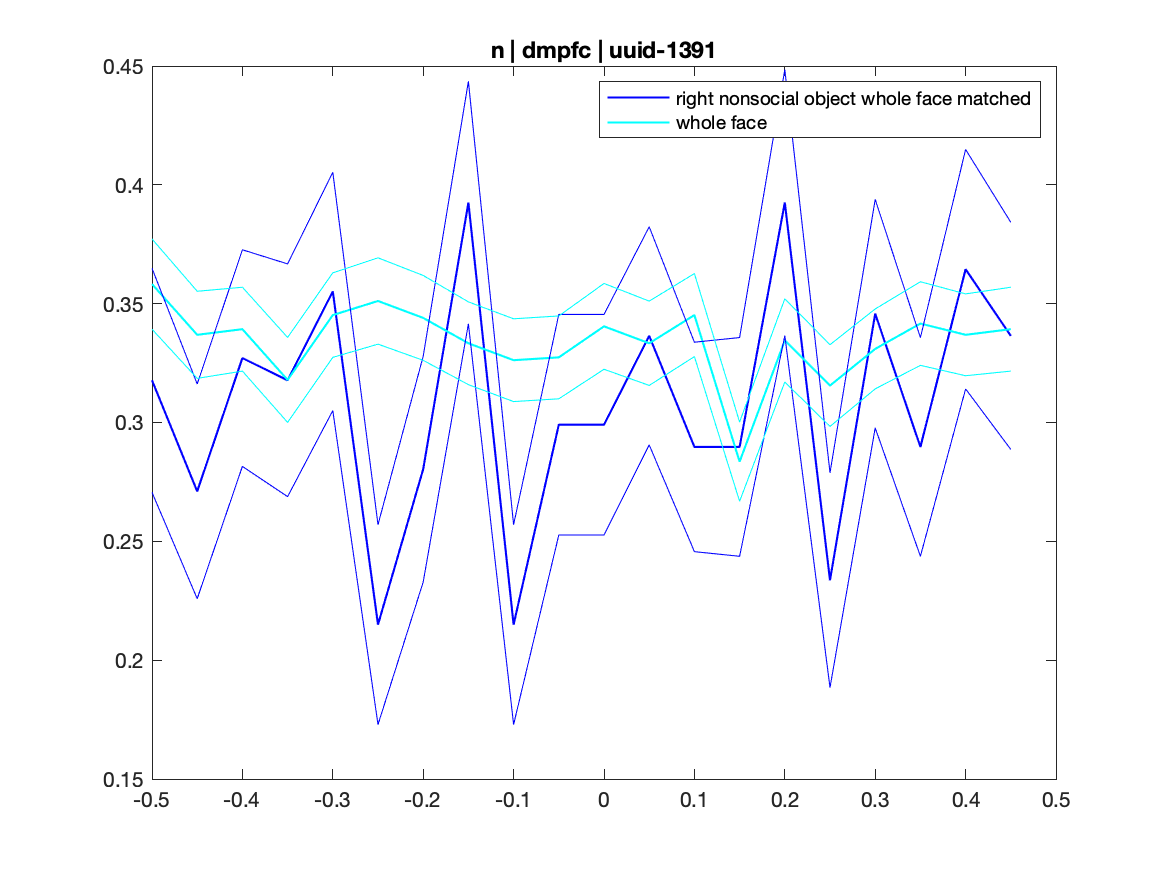 n | dmpfc | uuid-1391
right nonsocial object whole face matched
whole face
0.45
0.4
0.35
0.3
0.25
0.2
0.15
-0.5 -0.4 -0.3 -0.2 -0.1 0 0.1 0.2 0.3 0.4 0.5